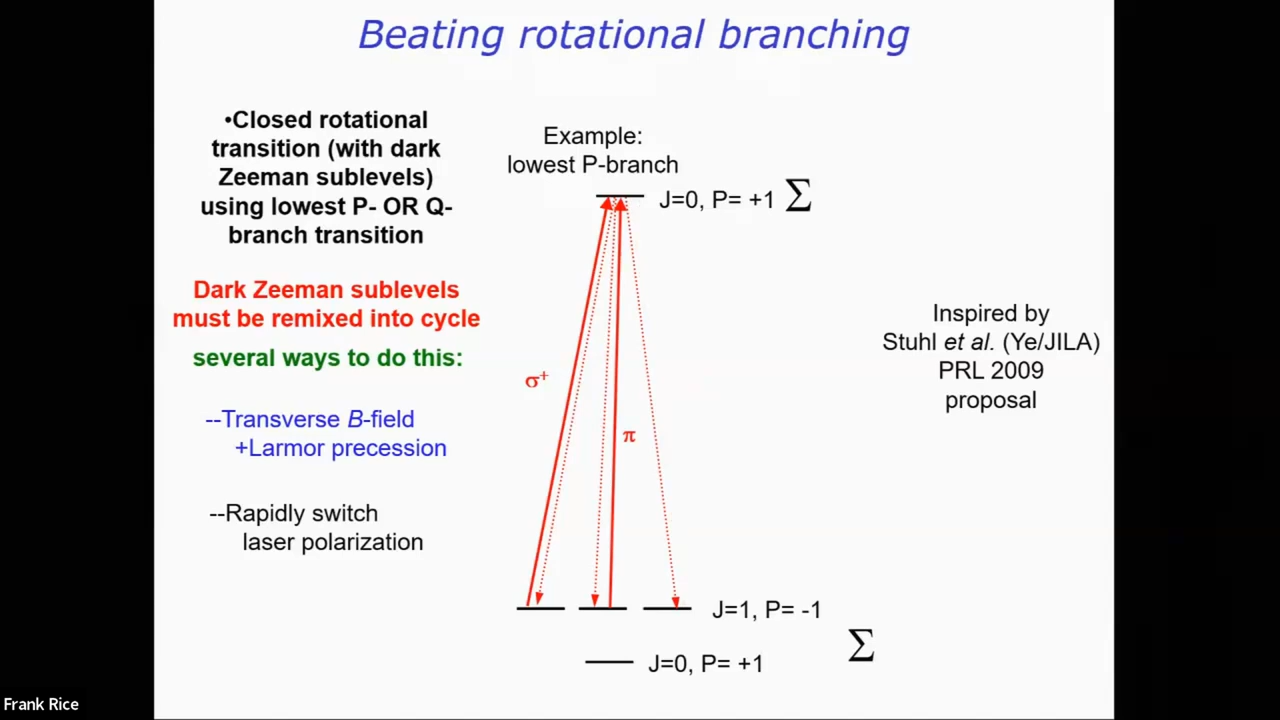 Beating rotational branching
•Closed rotational
transition (with dark
Zeeman sublevels)
using lowest P- OR Q-
branch transition
Dark Zeeman sublevels
must be remixed into cycle
several ways to do this:
--Transverse B-field
+Larmor precession
--Rapidly switch
laser polarization
Example:
lowest P-branch
J=0, P= +1 Σ
σ+
π
J=1, P= -1
Σ
J=0, P= +1
Inspired by
Stuhl et al. (Ye/JILA)
PRL 2009
proposal
Frank Rice